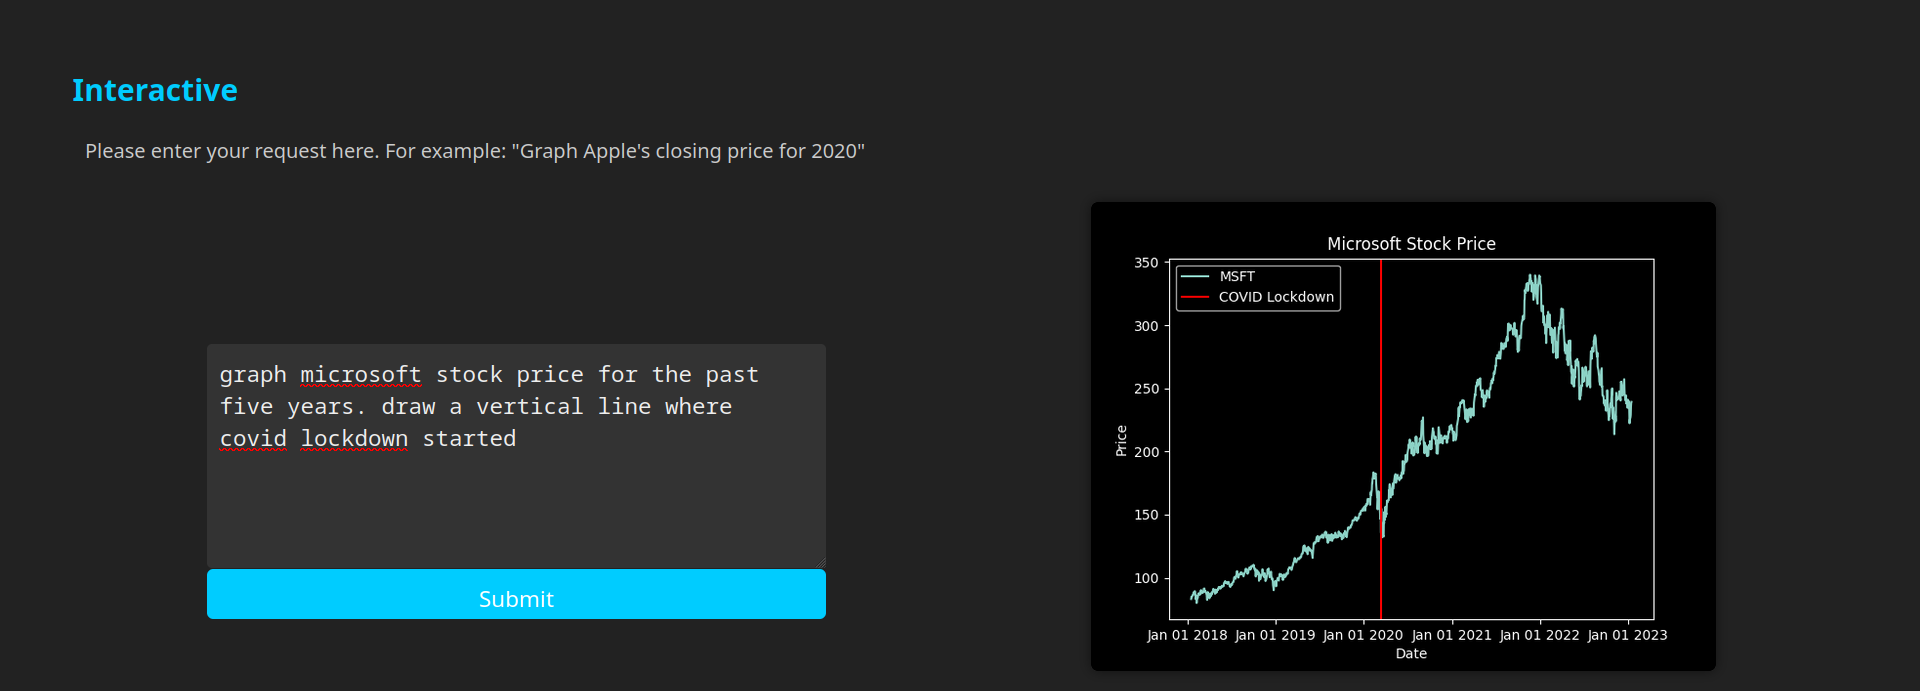 Interactive
Please enter your request here. For example: "Graph Apple's closing price for 2020"
graph microsoft stock price for the past
five years. draw a vertical line where
covid lockdown started
Submit
Microsoft Stock Price
MSFT
COVID Lockdown
350
300
250
200
150
100
Price
Jan 01 2018 Jan 01 2019 Jan 01 2020 Jan 01 2021 Jan 01 2022 Jan 01 2023
Date